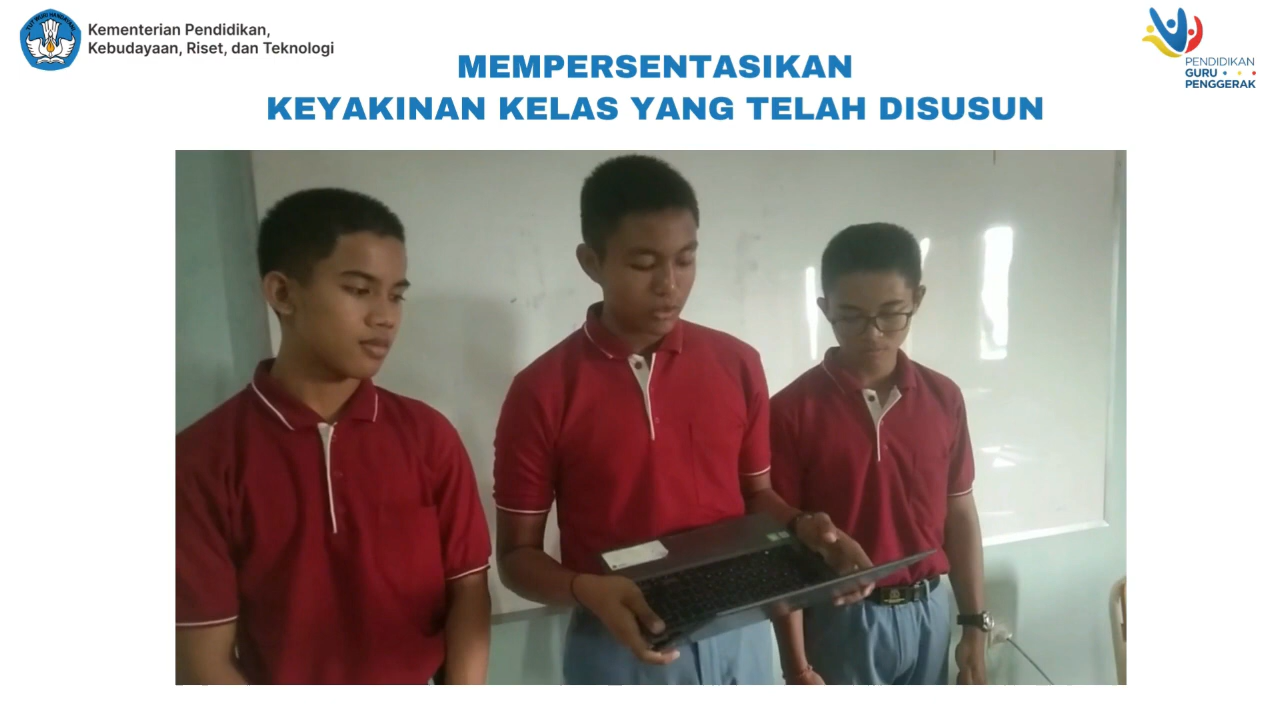 Kementerian Pendidikan,
Kebudayaan, Riset, dan Teknologi
MEMPERSENTASIKAN
KEYAKINAN KELAS YANG TELAH DISUSUN
PENDIDIKAN
GURU
PENGGERAK